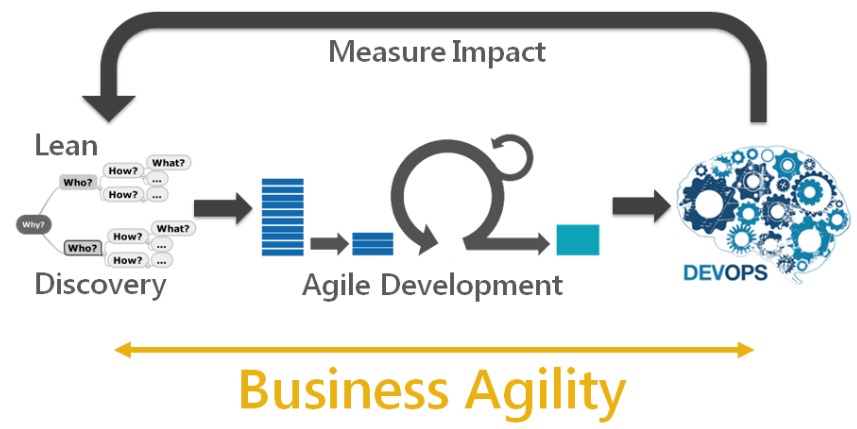 Measure Impact
Lean
What?
How?
...
Who?
How?
...
Why?
What?
How?
...
Who?
How?
...
Discovery
Agile Development
DEVOPS
Business Agility